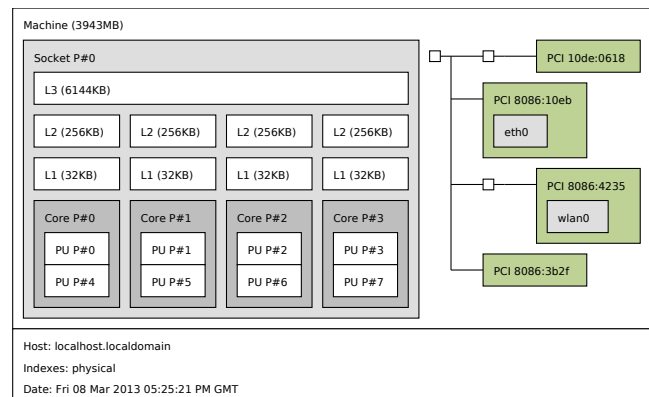 Machine (3943MB)
Socket P#0
L3 (6144KB)
L2 (256KB) L2 (256KB) L2 (256KB) L2 (256KB)
L1 (32KB) L1 (32KB) L1 (32KB) L1 (32KB)
Core P#0 Core P#1 Core P#2 Core P#3
PU P#0 PU P#1 PU P#2 PU P#3
PU P#4 PU P#5 PU P#6 PU P#7
PCI 10de:0618
PCI 8086:10eb
eth0
PCI 8086:4235
wlan0
PCI 8086:3b2f
Host: localhost.localdomain
Indexes: physical
Date: Fri 08 Mar 2013 05:25:21 PM GMT